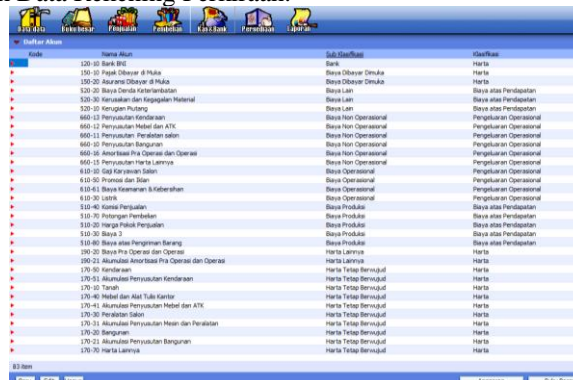 Data Rekening Perkiraan.
Data-data Buku besar Penjualan Pembelian Kas & Bank Persediaan Laporan
Daftar Akun
Kode Nama Akun Sub Klasifikasi Klasifikasi
120-10 Bank BNI Bank Harta
150-10 Pajak Dibayar di Muka Biaya Dibayar Dimuka Harta
150-20 Asuransi Dibayar di Muka Biaya Dibayar Dimuka Harta
520-20 Biaya Denda Keterlambatan Biaya Lain Biaya atas Pendapatan
520-30 Kerusakan dan Kegagalan Material Biaya Lain Biaya atas Pendapatan
520-10 Kerugian Piutang Biaya Lain Biaya atas Pendapatan
660-13 Penyusutan Kendaraan Biaya Non Operasional Pengeluaran Operasional
660-12 Penyusutan Mebel dan ATK Biaya Non Operasional Pengeluaran Operasional
660-11 Penyusutan Peralatan salon Biaya Non Operasional Pengeluaran Operasional
660-10 Penyusutan Bangunan Biaya Non Operasional Pengeluaran Operasional
660-16 Amortisasi Pra Operasi dan Operasi Biaya Non Operasional Pengeluaran Operasional
660-15 Penyusutan Harta Lainnya Biaya Non Operasional Pengeluaran Operasional
610-10 Gaji Karyawan Salon Biaya Operasional Pengeluaran Operasional
610-50 Promosi dan Iklan Biaya Operasional Pengeluaran Operasional
610-61 Biaya Keamanan & Kebersihan Biaya Operasional Pengeluaran Operasional
610-30 Listrik Biaya Operasional Pengeluaran Operasional
510-40 Komisi Penjualan Biaya Produksi Biaya atas Pendapatan
510-70 Potongan Pembelian Biaya Produksi Biaya atas Pendapatan
510-20 Harga Pokok Penjualan Biaya Produksi Biaya atas Pendapatan
510-30 Biaya 3 Biaya Produksi Biaya atas Pendapatan
510-80 Biaya atas Pengiriman Barang Biaya Produksi Biaya atas Pendapatan
190-20 Biaya Pra Operasi dan Operasi Harta Lainnya Harta
190-21 Akumulasi Amortisasi Pra Operasi dan Operasi Harta Lainnya Harta
170-50 Kendaraan Harta Tetap Berwujud Harta
170-51 Akumulasi Penyusutan Kendaraan Harta Tetap Berwujud Harta
170-10 Tanah Harta Tetap Berwujud Harta
170-40 Mebel dan Alat Tulis Kantor Harta Tetap Berwujud Harta
170-41 Akumulasi Penyusutan Mebel dan ATK Harta Tetap Berwujud Harta
170-30 Peralatan Salon Harta Tetap Berwujud Harta
170-31 Akumulasi Penyusutan Mesin dan Peralatan Harta Tetap Berwujud Harta
170-20 Bangunan Harta Tetap Berwujud Harta
170-21 Akumulasi Penyusutan Bangunan Harta Tetap Berwujud Harta
170-70 Harta Lainnya Harta Tetap Berwujud Harta
83 item